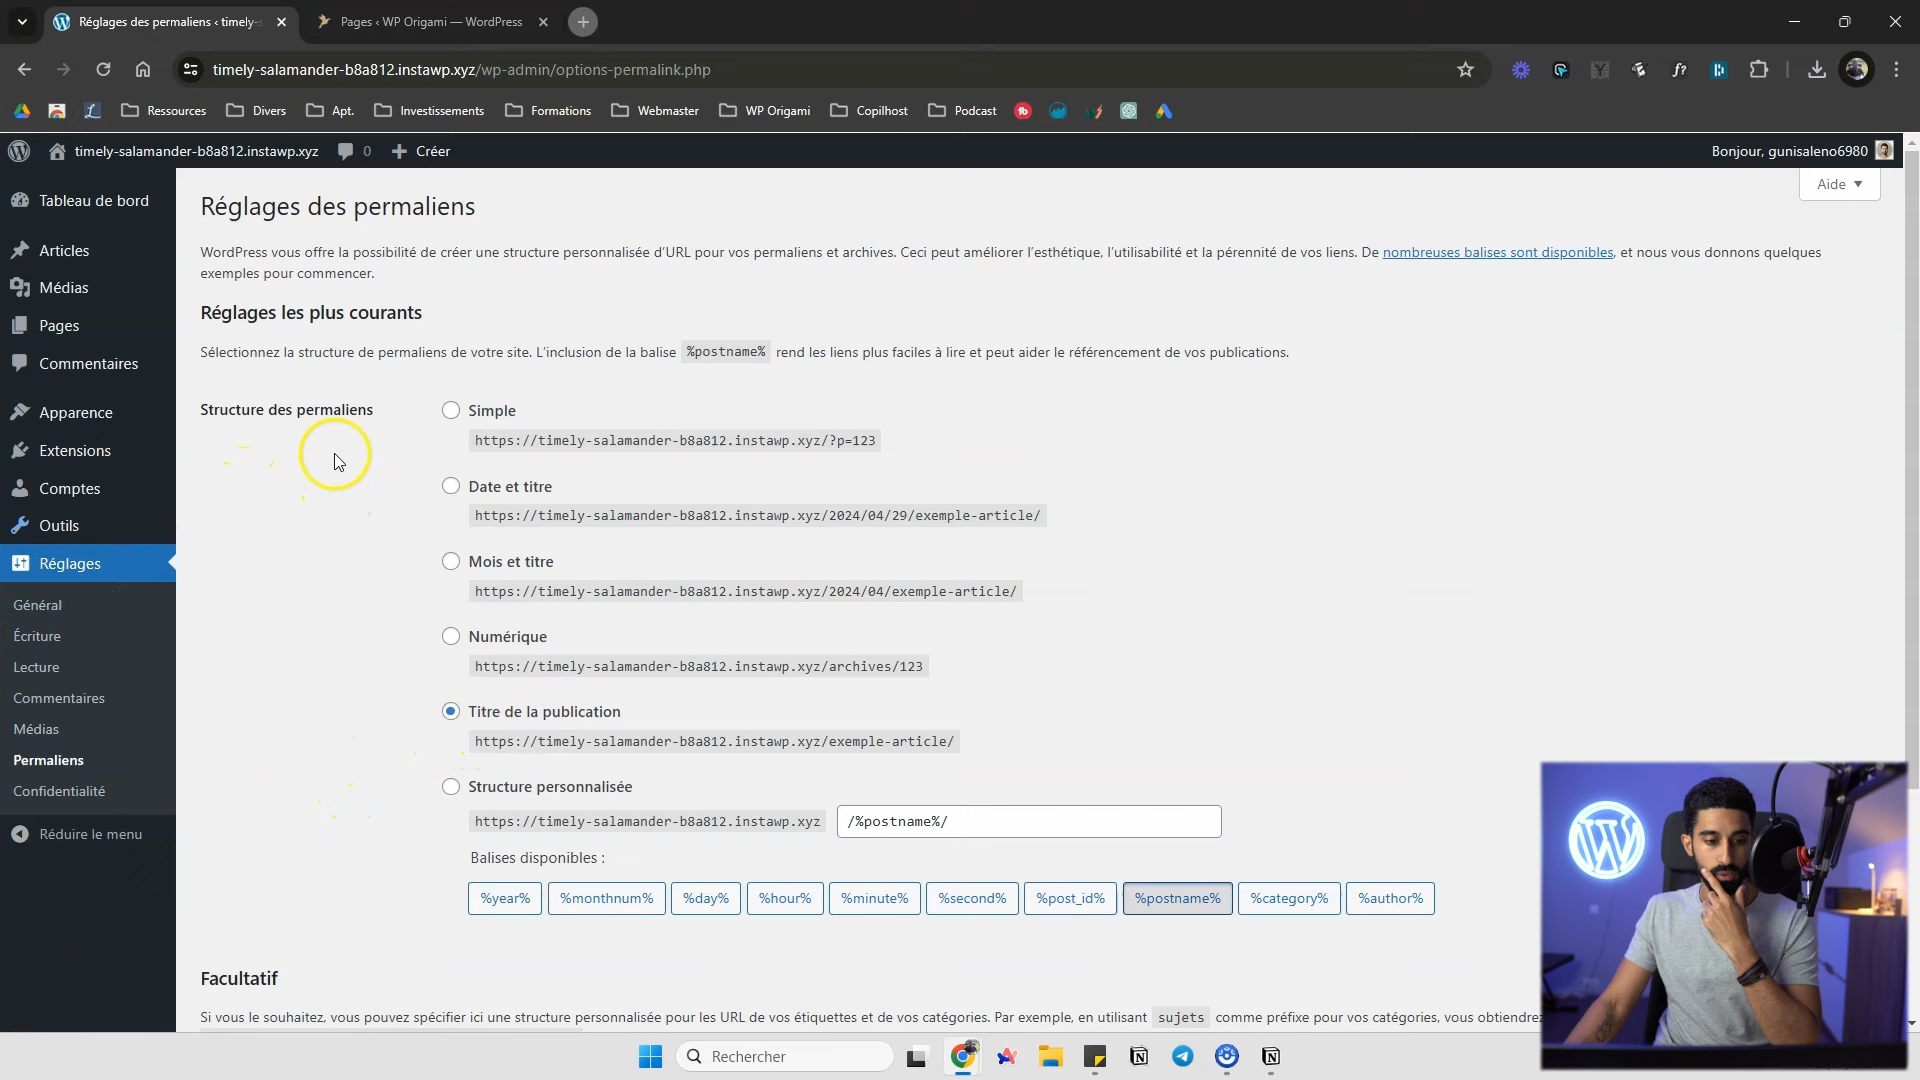 Réglages des permaliens ‹ timely-s
Pages ‹ WP Origami — WordPress
timely-salamander-b8a812.instawp.xyz/wp-admin/options-permalink.php
Ressources
Divers
Apt.
Investissements
Formations
Webmaster
WP Origami
Copilhost
Podcast
timely-salamander-b8a812.instawp.xyz
0
Créer
Bonjour, gunisaleno6980
Tableau de bord
Articles
Médias
Pages
Commentaires
Apparence
Extensions
Comptes
Outils
Réglages
Général
Écriture
Lecture
Commentaires
Médias
Permaliens
Confidentialité
Réduire le menu
Aide
Réglages des permaliens
WordPress vous offre la possibilité de créer une structure personnalisée d’URL pour vos permaliens et archives. Ceci peut améliorer l’esthétique, l’utilisabilité et la pérennité de vos liens. De nombreuses balises sont disponibles, et nous vous donnons quelques
exemples pour commencer.
Réglages les plus courants
Sélectionnez la structure de permaliens de votre site. L’inclusion de la balise %postname% rend les liens plus faciles à lire et peut aider le référencement de vos publications.
Structure des permaliens
Simple
https://timely-salamander-b8a812.instawp.xyz/?p=123
Date et titre
https://timely-salamander-b8a812.instawp.xyz/2024/04/29/exemple-article/
Mois et titre
https://timely-salamander-b8a812.instawp.xyz/2024/04/exemple-article/
Numérique
https://timely-salamander-b8a812.instawp.xyz/archives/123
Titre de la publication
https://timely-salamander-b8a812.instawp.xyz/exemple-article/
Structure personnalisée
https://timely-salamander-b8a812.instawp.xyz /%postname%/
Balises disponibles :
%year% %monthnum% %day% %hour% %minute% %second% %post_id% %postname% %category% %author%
Facultatif
Si vous le souhaitez, vous pouvez spécifier ici une structure personnalisée pour les URL de vos étiquettes et de vos catégories. Par exemple, en utilisant sujets comme préfixe pour vos catégories, vous obtiendrez
Rechercher